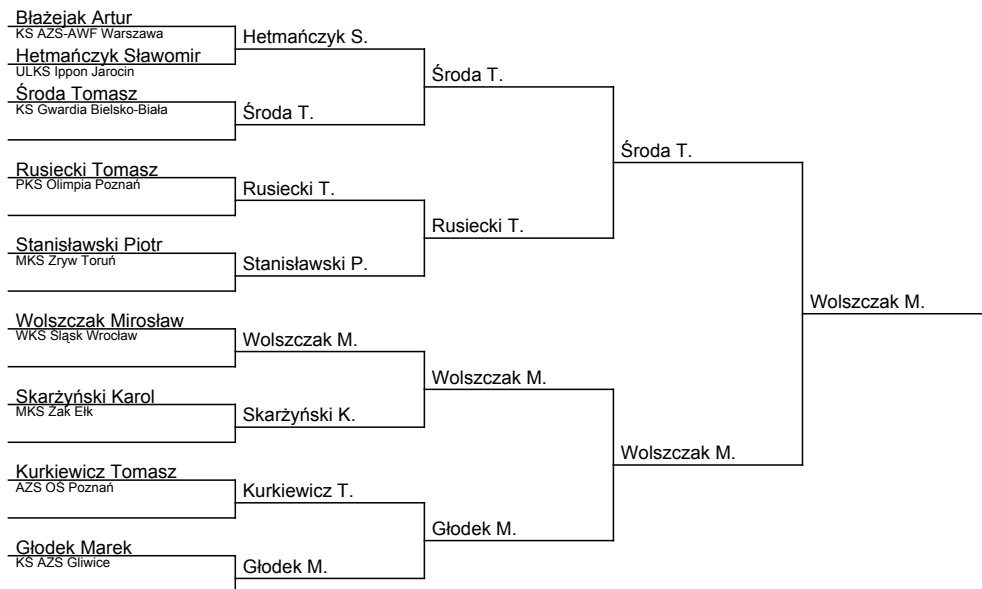 Błażejak Artur
KS AZS-AWF Warszawa
Hetmańczyk Sławomir
ULKS Ippon Jarocin
Środa Tomasz
KS Gwardia Bielsko-Biała
Rusiecki Tomasz
PKS Olimpia Poznań
Stanisławski Piotr
MKS Zryw Toruń
Wolszczak Mirosław
WKS Śląsk Wrocław
Skarżyński Karol
MKS Żak Ełk
Kurkiewicz Tomasz
AZS OŚ Poznań
Głodek Marek
KS AZS Gliwice
Hetmańczyk S.
Środa T.
Rusiecki T.
Stanisławski P.
Wolszczak M.
Skarżyński K.
Kurkiewicz T.
Głodek M.
Środa T.
Rusiecki T.
Wolszczak M.
Głodek M.
Środa T.
Wolszczak M.
Wolszczak M.